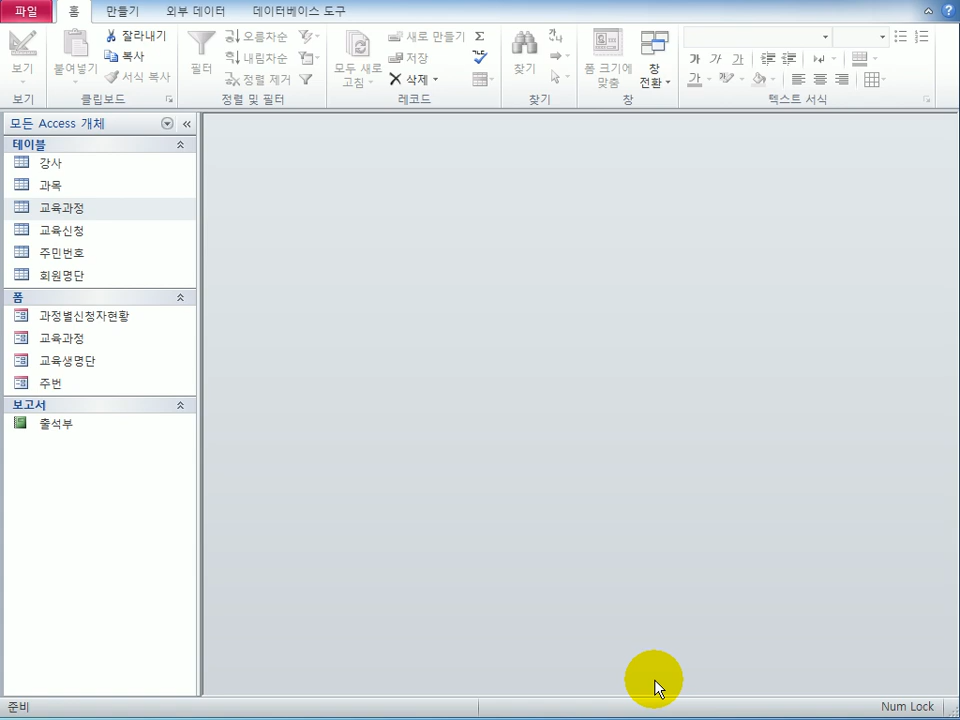 파일 홈 만들기 외부 데이터 데이터베이스 도구
보기
보기
붙여넣기
잘라내기
복사
서식 복사
클립보드
필터
오름차순
내림차순
정렬 제거
정렬 및 필터
모두 새로
고침
새로 만들기
저장
삭제
레코드
찾기
찾기
폼 크기에
맞춤
창
전환
창
가 가 가
가
텍스트 서식
모든 Access 개체
테이블
강사
과목
교육과정
교육신청
주민번호
회원명단
폼
과정별신청자현황
교육과정
교육생명단
주번
보고서
출석부
준비
Num Lock